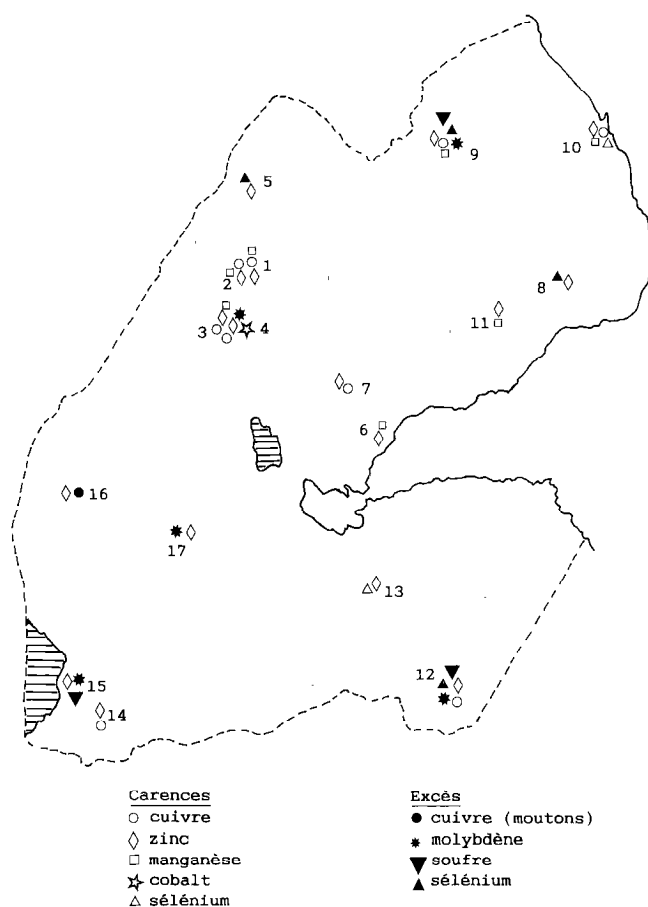 9
10
5
1
2
8
11
3
4
7
6
16
17
13
12
15
14
Carences
cuivre
zinc
manganèse
cobalt
sélénium
Excès
cuivre (moutons)
molybdène
soufre
sélénium